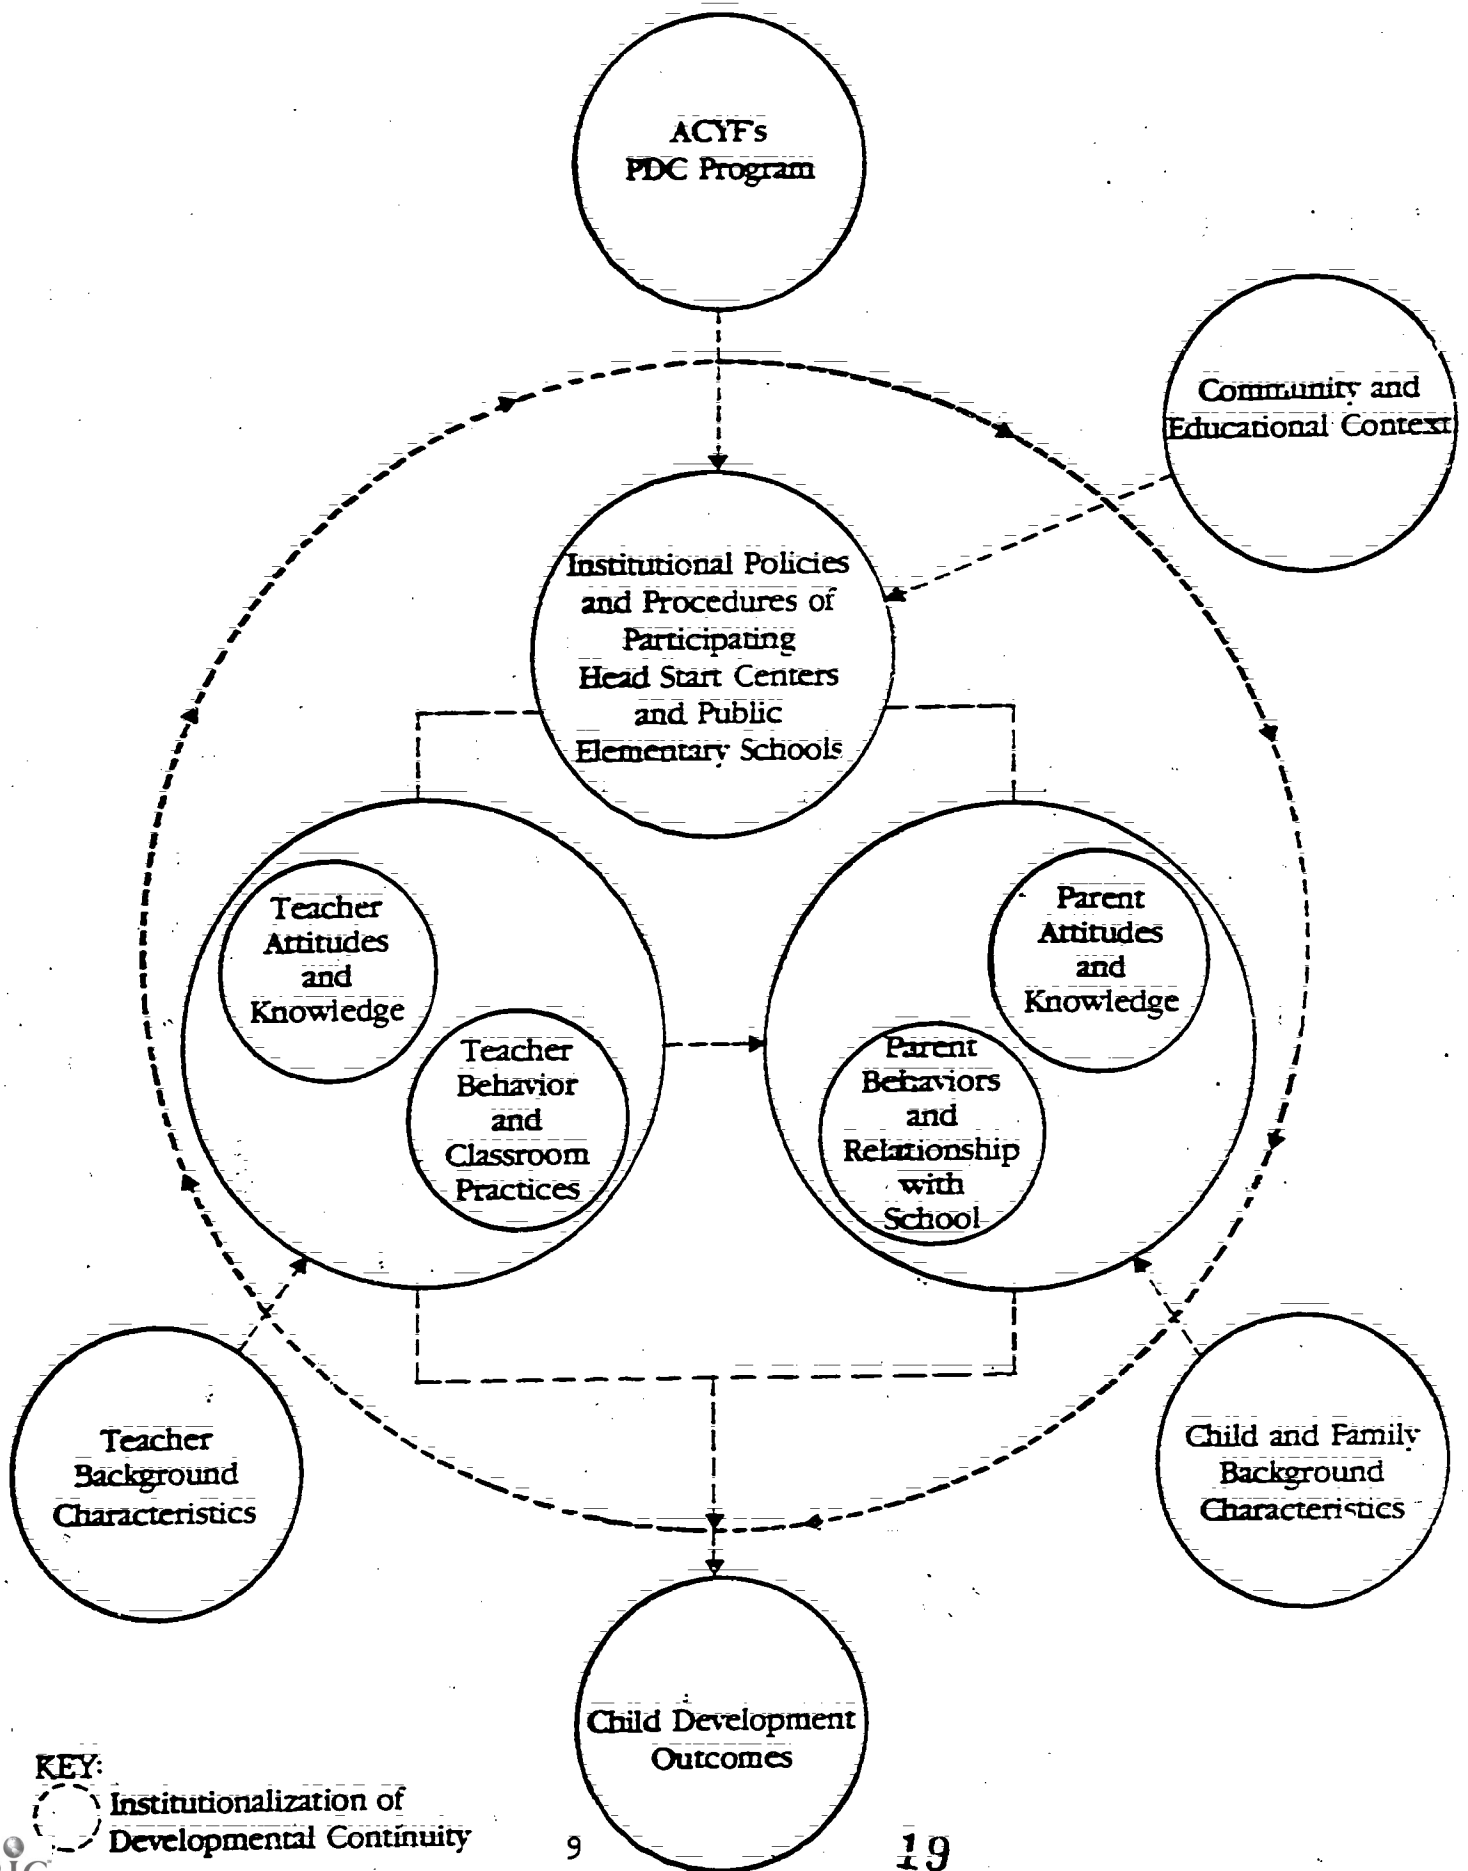 ACYF's
PDC Program
Community and
Educational Context
Institutional Policies
and Procedures of
Participating
Head Start Centers
and Public
Elementary Schools
Teacher
Attitudes
and
Knowledge
Parent
Attitudes
and
Knowledge
Teacher
Behavior
and
Classroom
Practices
Parent
Behaviors
and
Relationship
with
School
Teacher
Background
Characteristics
Child and Family
Background
Characteristics
Child Development
Outcomes
KEY:
Institutionalization of
Developmental Continuity
9
19